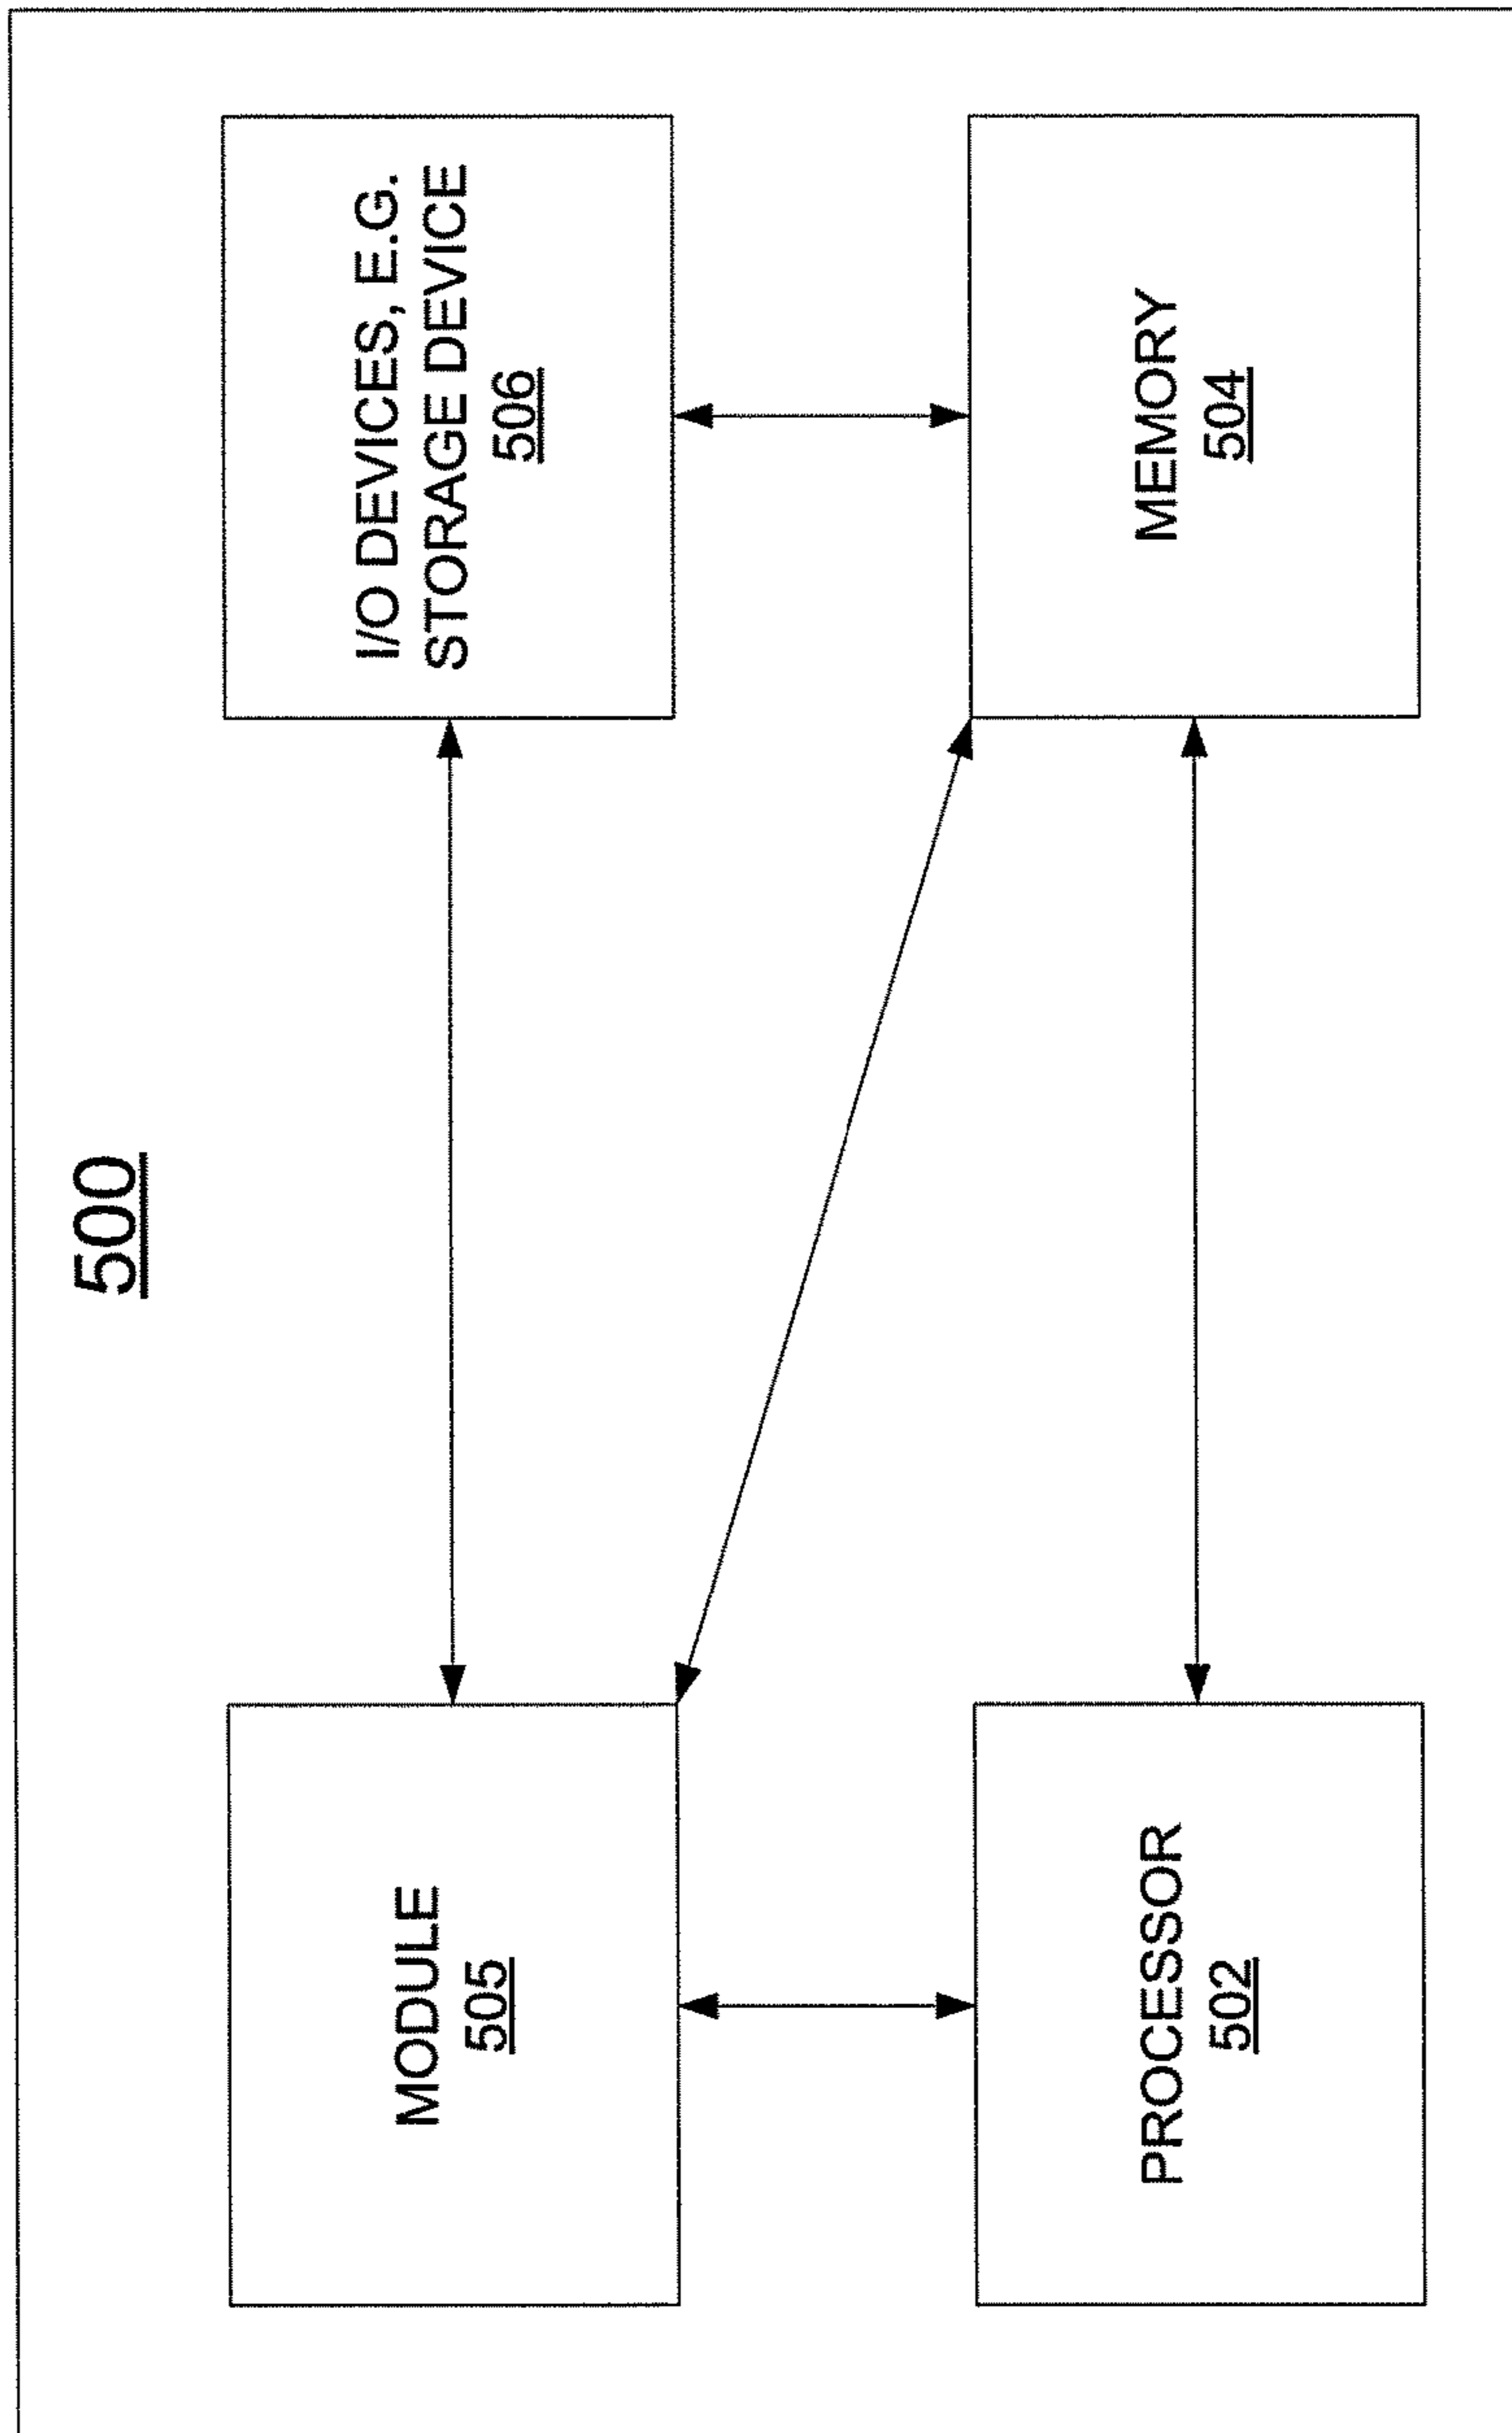 500
MODULE
505
I/O DEVICES, E.G.
STORAGE DEVICE
506
PROCESSOR
502
MEMORY
504